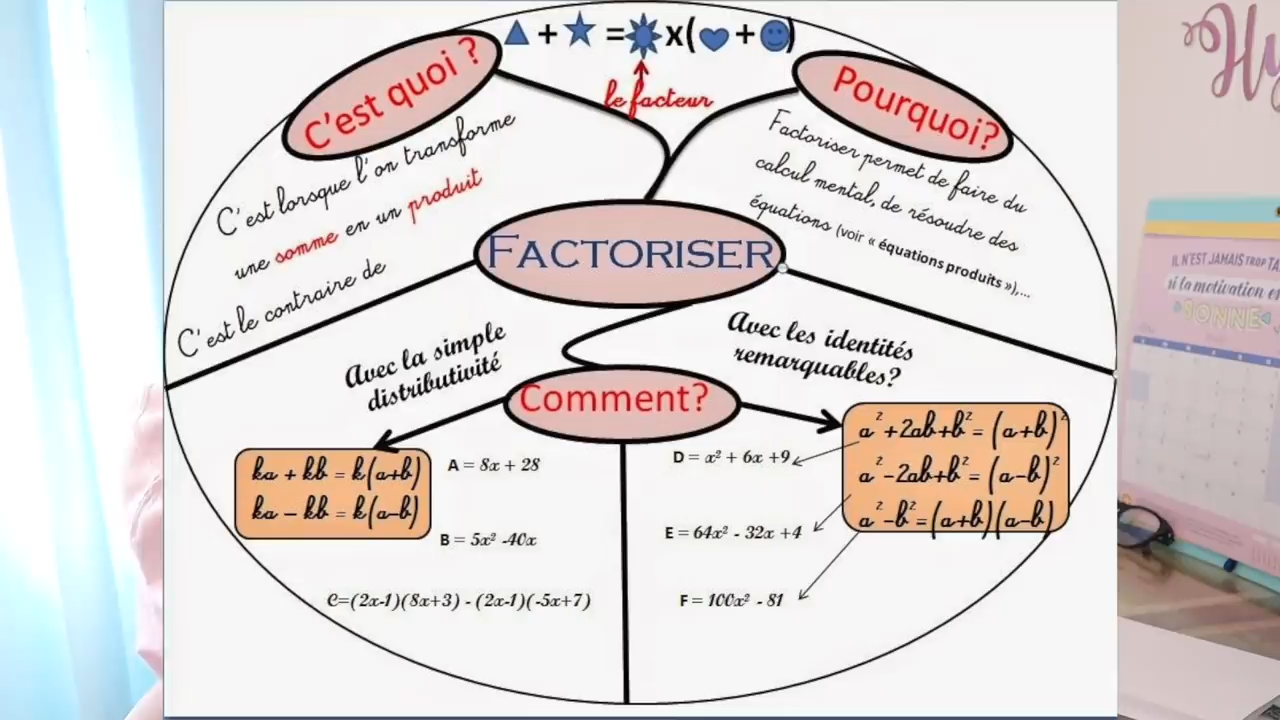 + = x( + )
le facteur
C'est quoi ?
C'est lorsque l'on transforme
une somme en un produit
C'est le contraire de
Pourquoi?
Factoriser permet de faire du
calcul mental, de résoudre des
équations (voir « équations produits »),...
FACTORISER
Avec la simple
distributivité
Avec les identités
remarquables?
Comment?
ka + kb = k(a+b)
ka - kb = k(a-b)
A = 8x + 28
B = 5x² -40x
C=(2x-1)(8x+3) - (2x-1)(-5x+7)
a²+2ab+b²= (a+b)²
a²-2ab+b²= (a-b)²
a²-b²=(a+b)(a-b)
D = x² + 6x +9
E = 64x² - 32x +4
F = 100x² - 81
IL N'EST JAMAIS TROP
si la motivation
BONNE